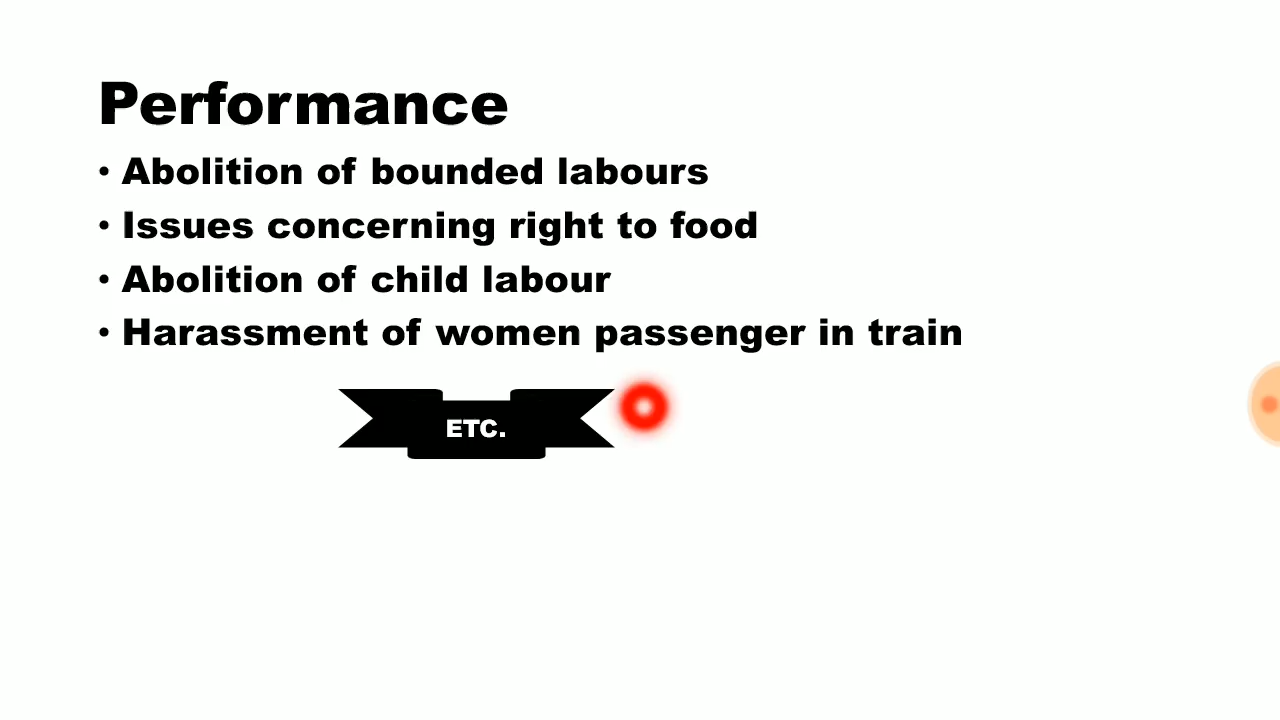 Performance
• Abolition of bounded labours
• Issues concerning right to food
• Abolition of child labour
• Harassment of women passenger in train
ETC.